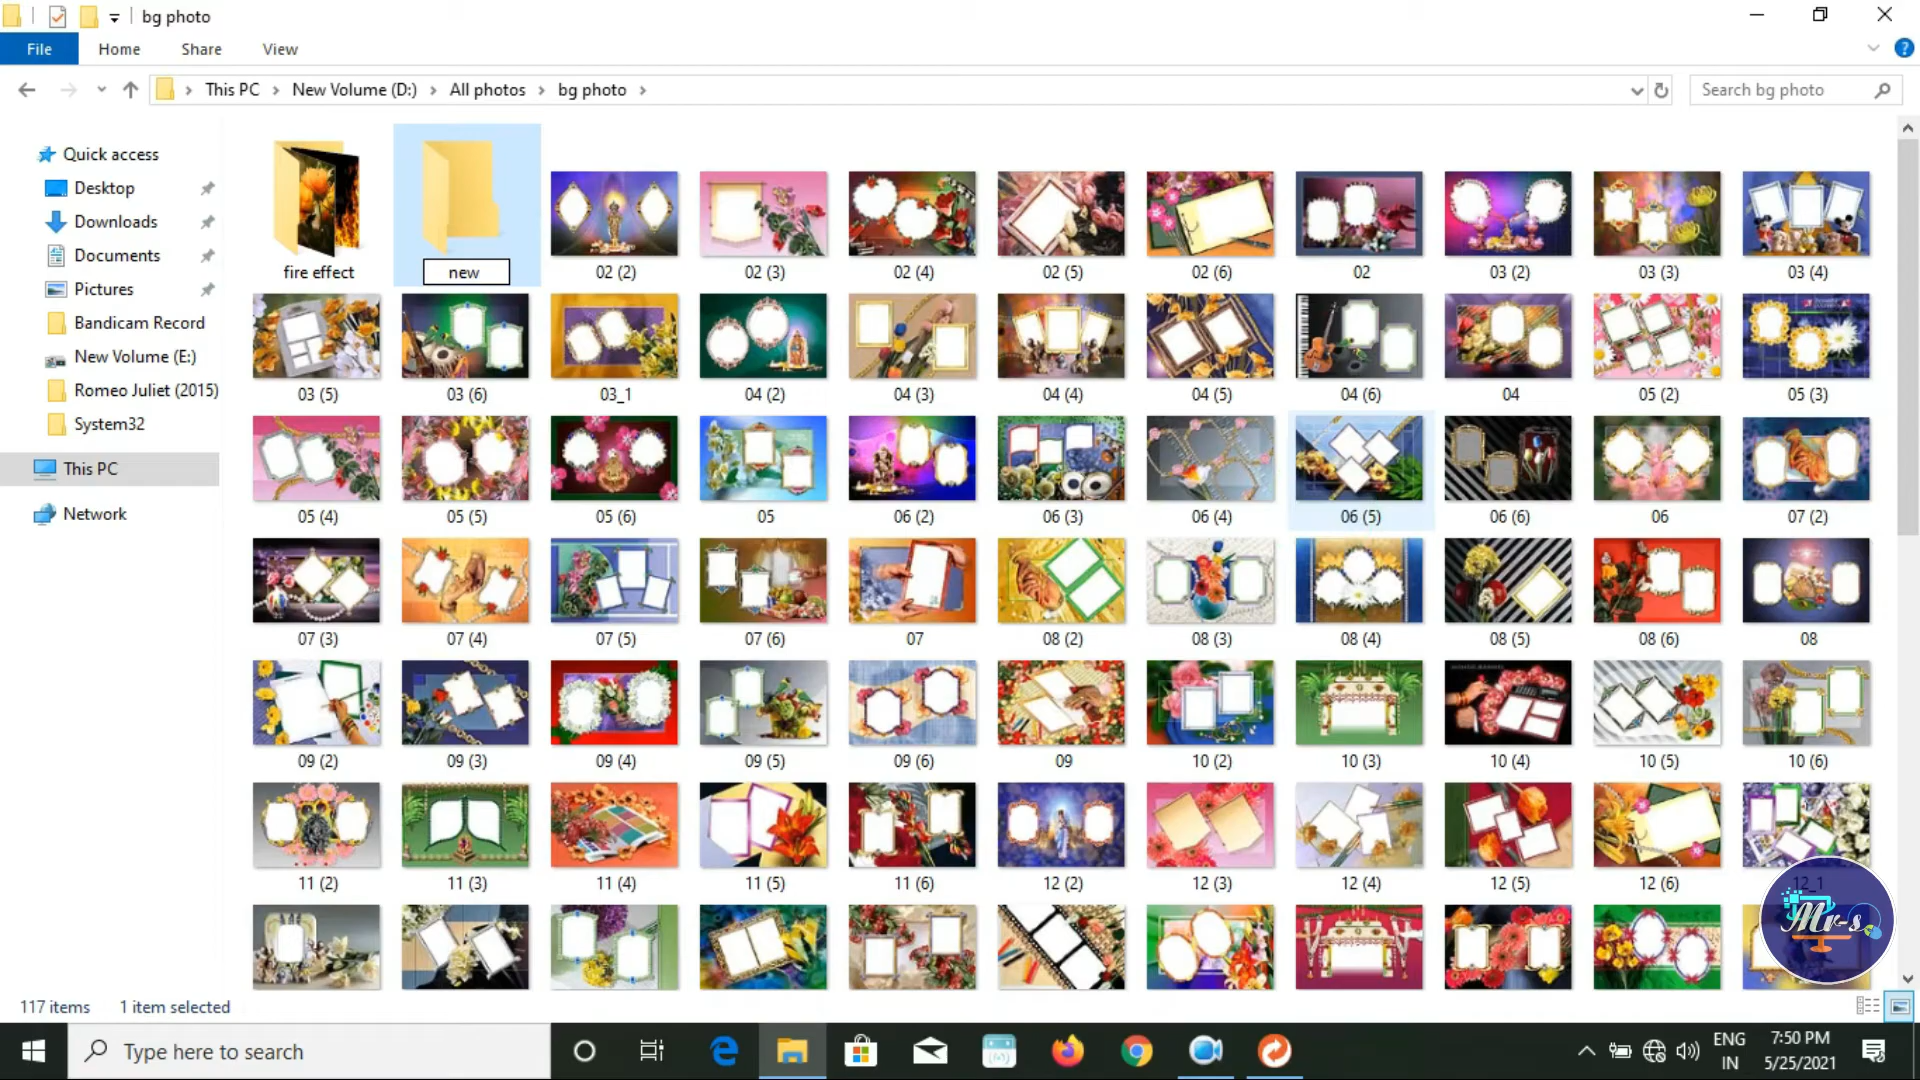 bg photo
File Home Share View
This PC New Volume (D:) All photos bg photo
Search bg photo
Quick access
Desktop
Downloads
Documents
Pictures
Bandicam Record
New Volume (E:)
Romeo Juliet (2015)
System32
This PC
Network
fire effect new 02 (2) 02 (3) 02 (4) 02 (5) 02 (6) 02 03 (2) 03 (3) 03 (4)
03 (5) 03 (6) 03_1 04 (2) 04 (3) 04 (4) 04 (5) 04 (6) 04 05 (2) 05 (3)
05 (4) 05 (5) 05 (6) 05 06 (2) 06 (3) 06 (4) 06 (5) 06 (6) 06 07 (2)
07 (3) 07 (4) 07 (5) 07 (6) 07 08 (2) 08 (3) 08 (4) 08 (5) 08 (6) 08
09 (2) 09 (3) 09 (4) 09 (5) 09 (6) 09 10 (2) 10 (3) 10 (4) 10 (5) 10 (6)
11 (2) 11 (3) 11 (4) 11 (5) 11 (6) 12 (2) 12 (3) 12 (4) 12 (5) 12 (6) 12_1
Mr-s
117 items 1 item selected
Type here to search
ENG
IN
7:50 PM
5/25/2021